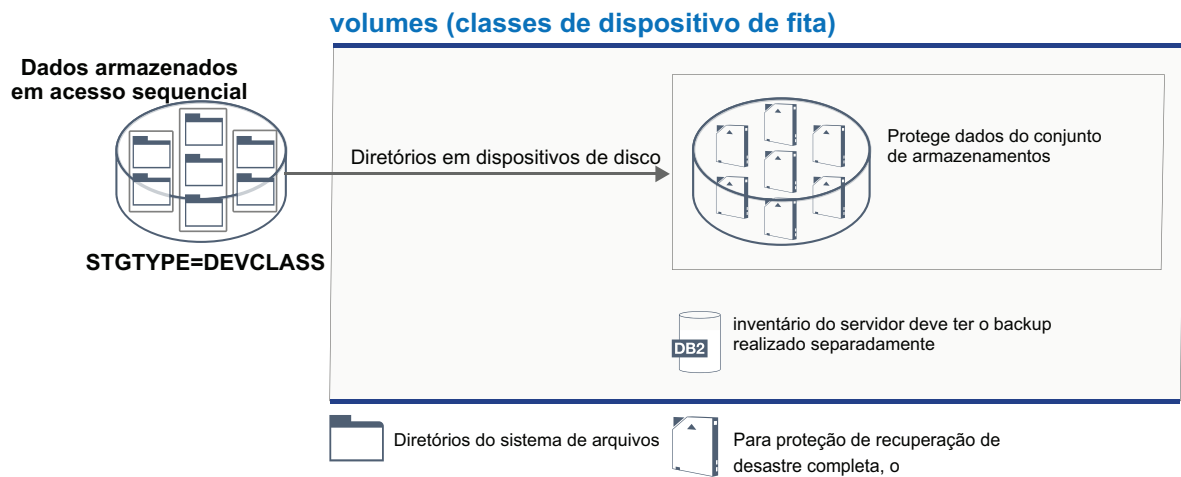 volumes (classes de dispositivo de fita)
Dados armazenados
em acesso sequencial
Diretórios em dispositivos de disco
Protege dados do conjunto
de armazenamentos
STGTYPE=DEVCLASS
DB2
inventário do servidor deve ter o backup
realizado separadamente
Diretórios do sistema de arquivos
Para proteção de recuperação de
desastre completa, o